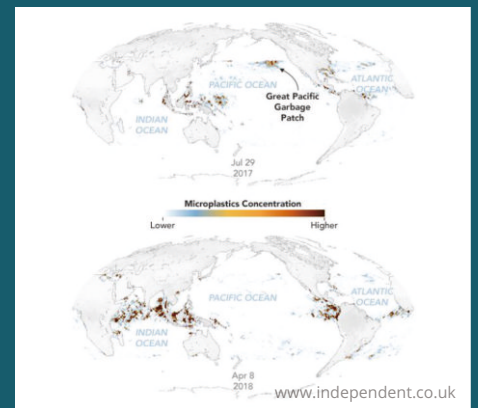 PACIFIC OCEAN
ATLANTIC
OCEAN
Great Pacific
Garbage
Patch
INDIAN
OCEAN
Jul 29
2017
Microplastics Concentration
Lower
Higher
PACIFIC OCEAN
ATLANTIC
OCEAN
INDIAN
OCEAN
Apr 8
2018
www.independent.co.uk